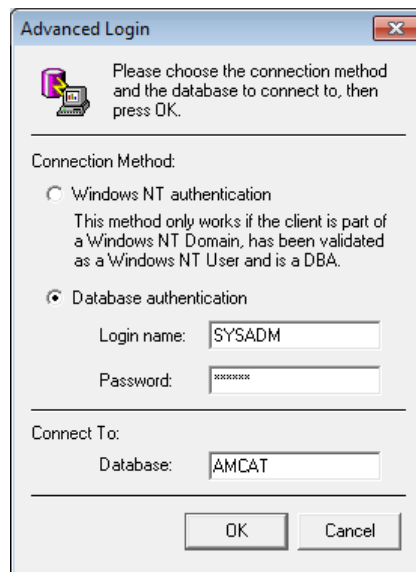 Advanced Login
Please choose the connection method
and the database to connect to, then
press OK.
Connection Method:
Windows NT authentication
This method only works if the client is part of
a Windows NT Domain, has been validated
as a Windows NT User and is a DBA.
Database authentication
Login name: SYSADM
Password: ******
Connect To:
Database: AMCAT
OK Cancel